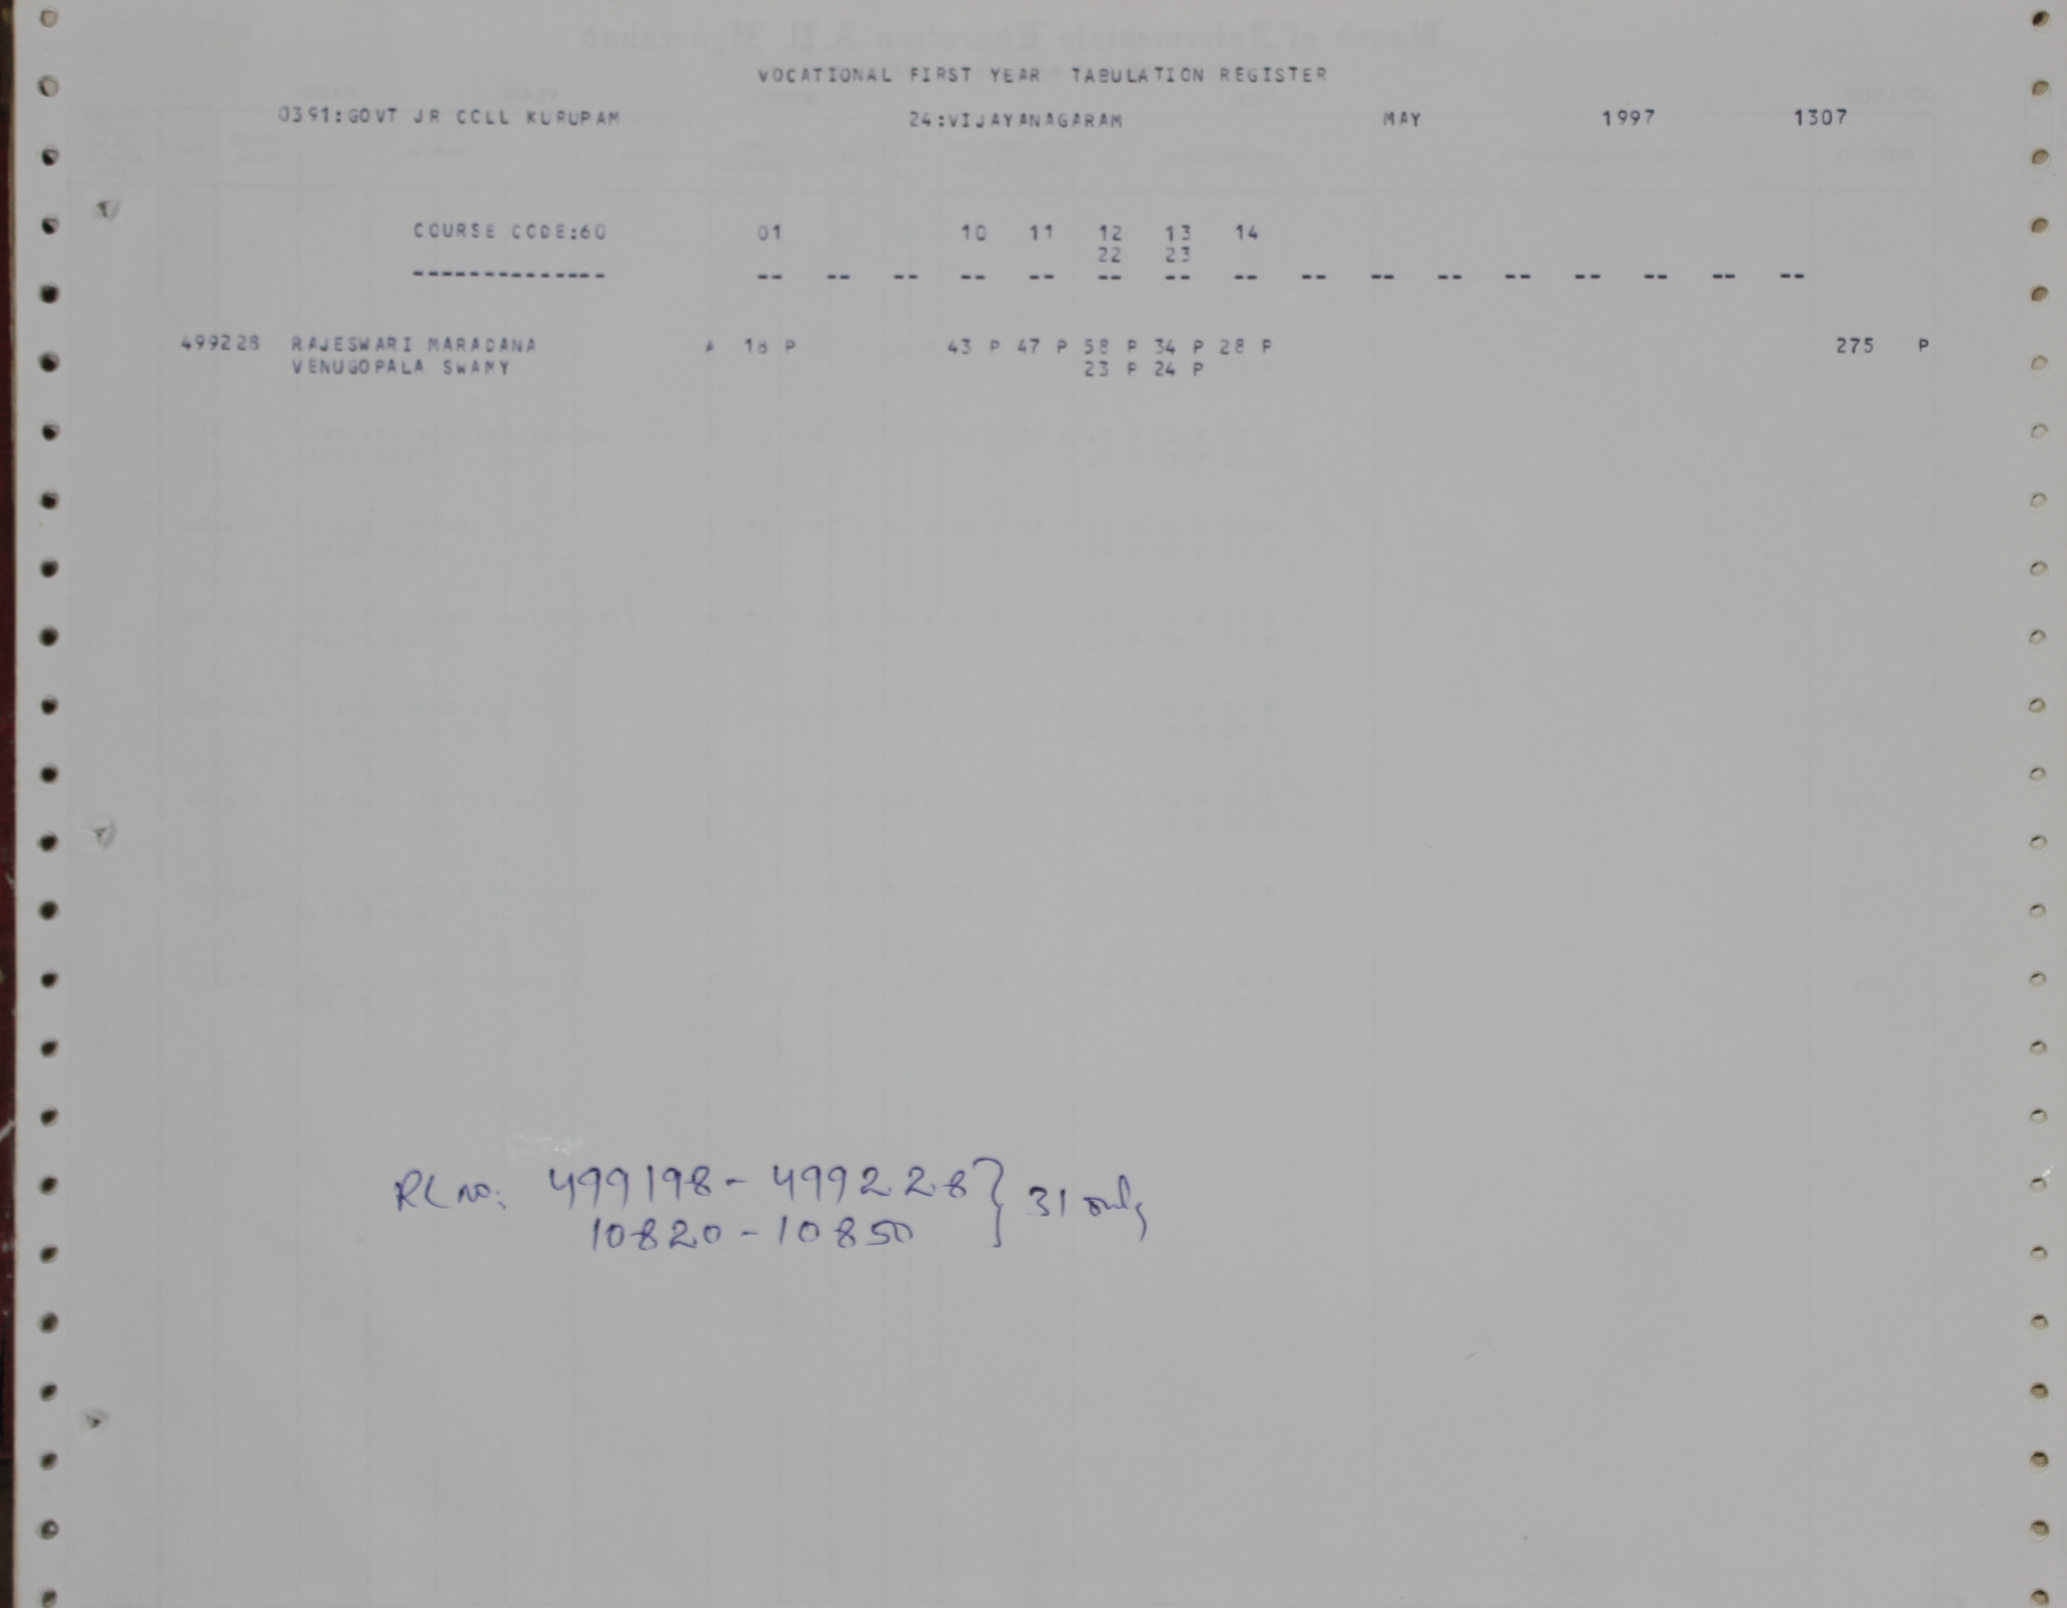 VOCATIONAL FIRST YEAR TABULATION REGISTER
0391:GOVT JR COLL KURUPAM 24:VIJAYANAGARAM MAY 1997 1307
COURSE CODE:60 01 10 11 12 13 14
22 23
-------------- -- -- -- -- -- -- -- -- -- -- -- -- -- -- -- --
499228 RAJESWARI MARADANA A 18 P 43 P 47 P 58 P 34 P 28 P 275 P
VENUGOPALA SWAMY 23 P 24 P
RL no: 499198 - 499228 } 31 only
10820 - 10850